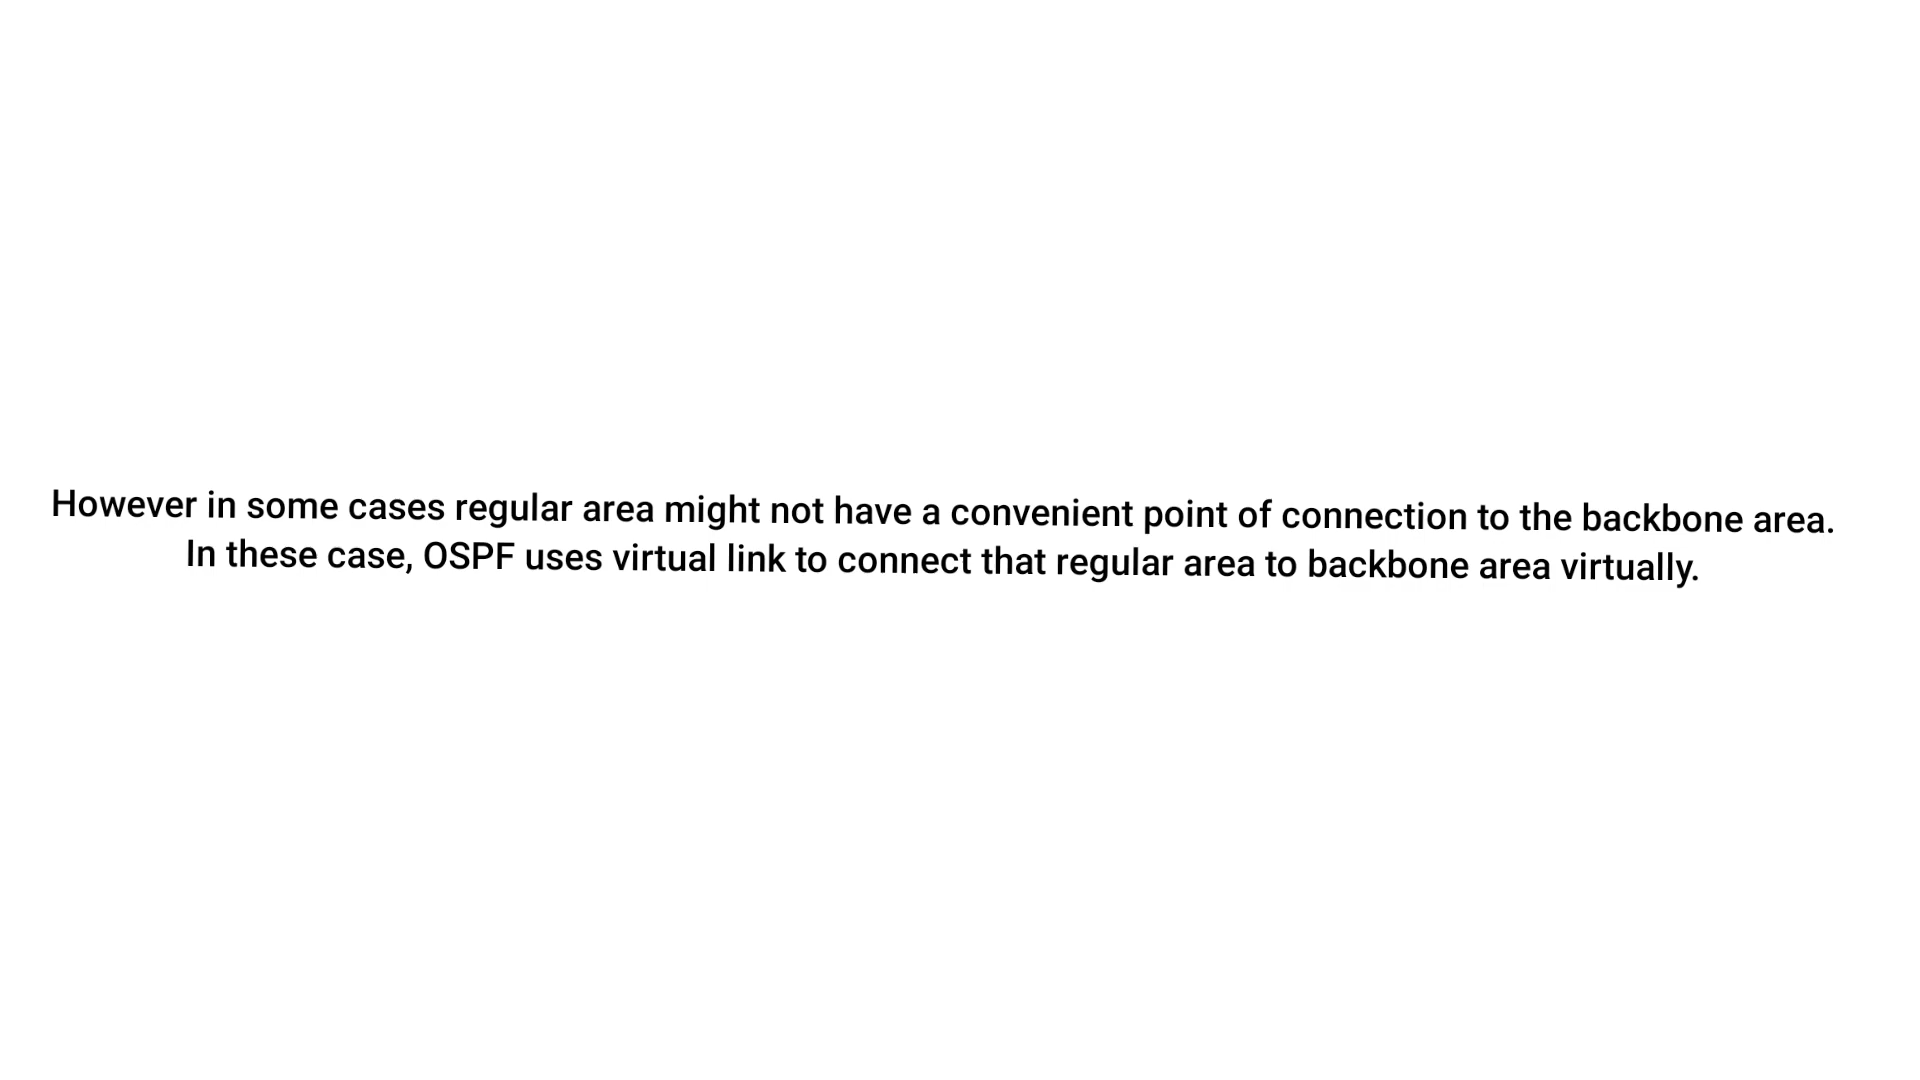 However in some cases regular area might not have a convenient point of connection to the backbone area.
In these case, OSPF uses virtual link to connect that regular area to backbone area virtually.